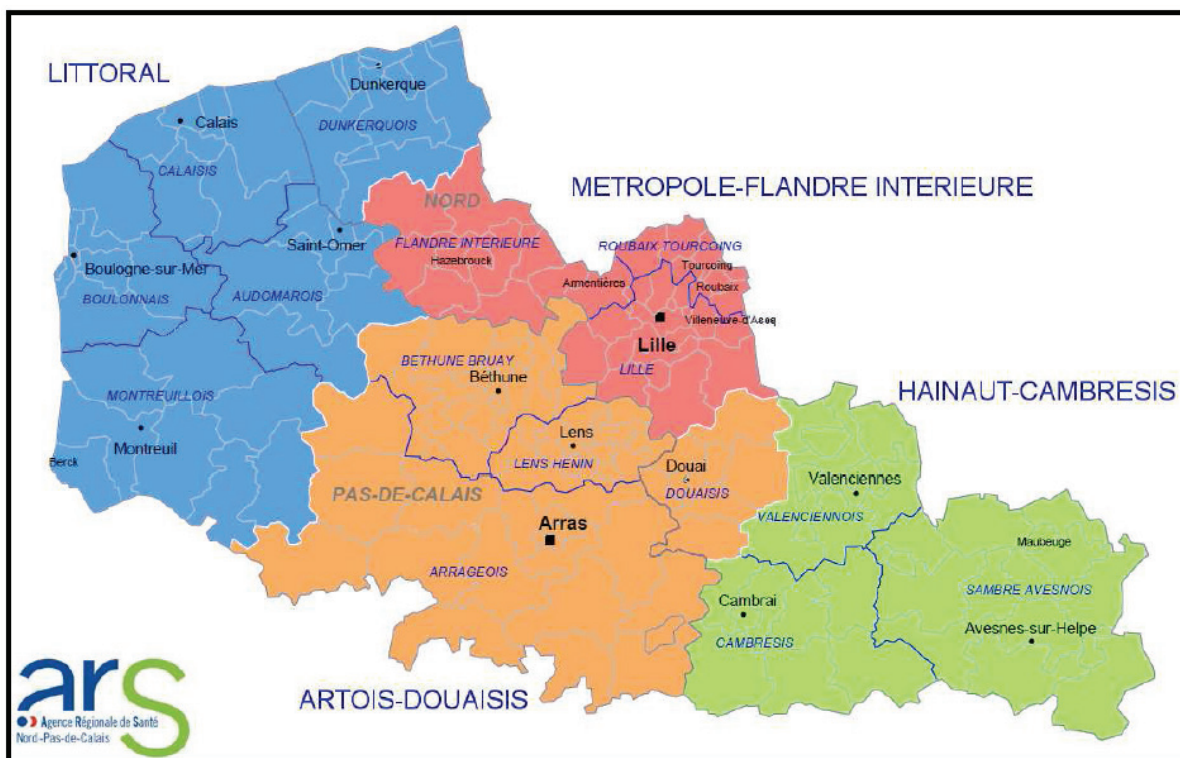 LITTORAL
Dunkerque
DUNKERQUOIS
Calais
CALAISIS
METROPOLE-FLANDRE INTERIEURE
NORD
Saint-Omer
FLANDRE INTERIEURE
Hazebrouck
ROUBAIX TOURCOING
Tourcoing
Armentières
Roubaix
Boulogne-sur-Mer
BOULONNAIS
AUDOMAROIS
Villeneuve-d'Ascq
Lille
LILLE
BETHUNE BRUAY
Béthune
HAINAUT-CAMBRESIS
MONTREUILLOIS
Montreuil
Berck
Lens
LENS HENIN
Douai
DOUAISIS
Valenciennes
VALENCIENNOIS
PAS-DE-CALAIS
Arras
ARRAGEOIS
Maubeuge
SAMBRE AVESNOIS
Cambrai
CAMBRESIS
Avesnes-sur-Helpe
ARTOIS-DOUAISIS
ars
Agence Régionale de Santé
Nord-Pas-de-Calais